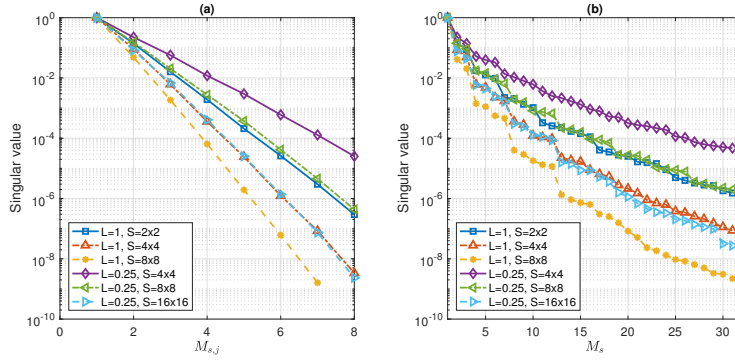 (a)
10^0
10^-2
10^-4
10^-6
10^-8
10^-10
Singular value
L=1, S=2x2
L=1, S=4x4
L=1, S=8x8
L=0.25, S=4x4
L=0.25, S=8x8
L=0.25, S=16x16
0 2 4 6 8
M_{s,j}
(b)
10^0
10^-2
10^-4
10^-6
10^-8
10^-10
Singular value
L=1, S=2x2
L=1, S=4x4
L=1, S=8x8
L=0.25, S=4x4
L=0.25, S=8x8
L=0.25, S=16x16
5 10 15 20 25 30
M_s